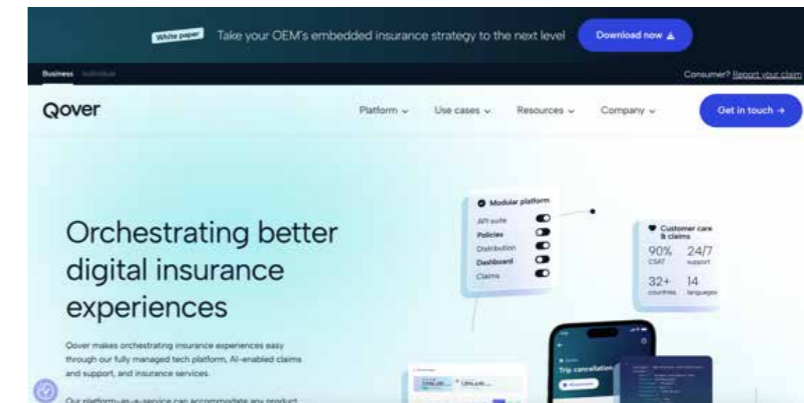 White paper Take your OEM's embedded insurance strategy to the next level Download now
Business Individual Consumer? Report your claim
Qover Platform Use cases Resources Company Get in touch →
Orchestrating better
digital insurance
experiences
Qover makes orchestrating insurance experiences easy
through our fully managed tech platform, AI-enabled claims
and support, and insurance services.
Our platform-as-a-service can accommodate any product
Modular platform
API suite
Policies
Distribution
Dashboard
Claims
Customer care
& claims
90% 24/7
CSAT support
32+ 14
countries languages
Trip cancellation